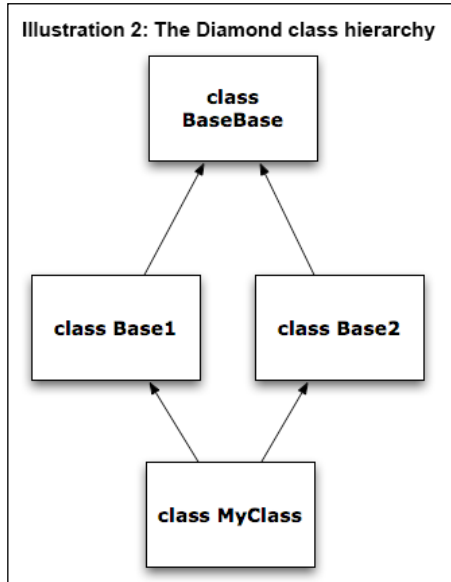 Illustration 2: The Diamond class hierarchy
class
BaseBase
class Base1
class Base2
class MyClass